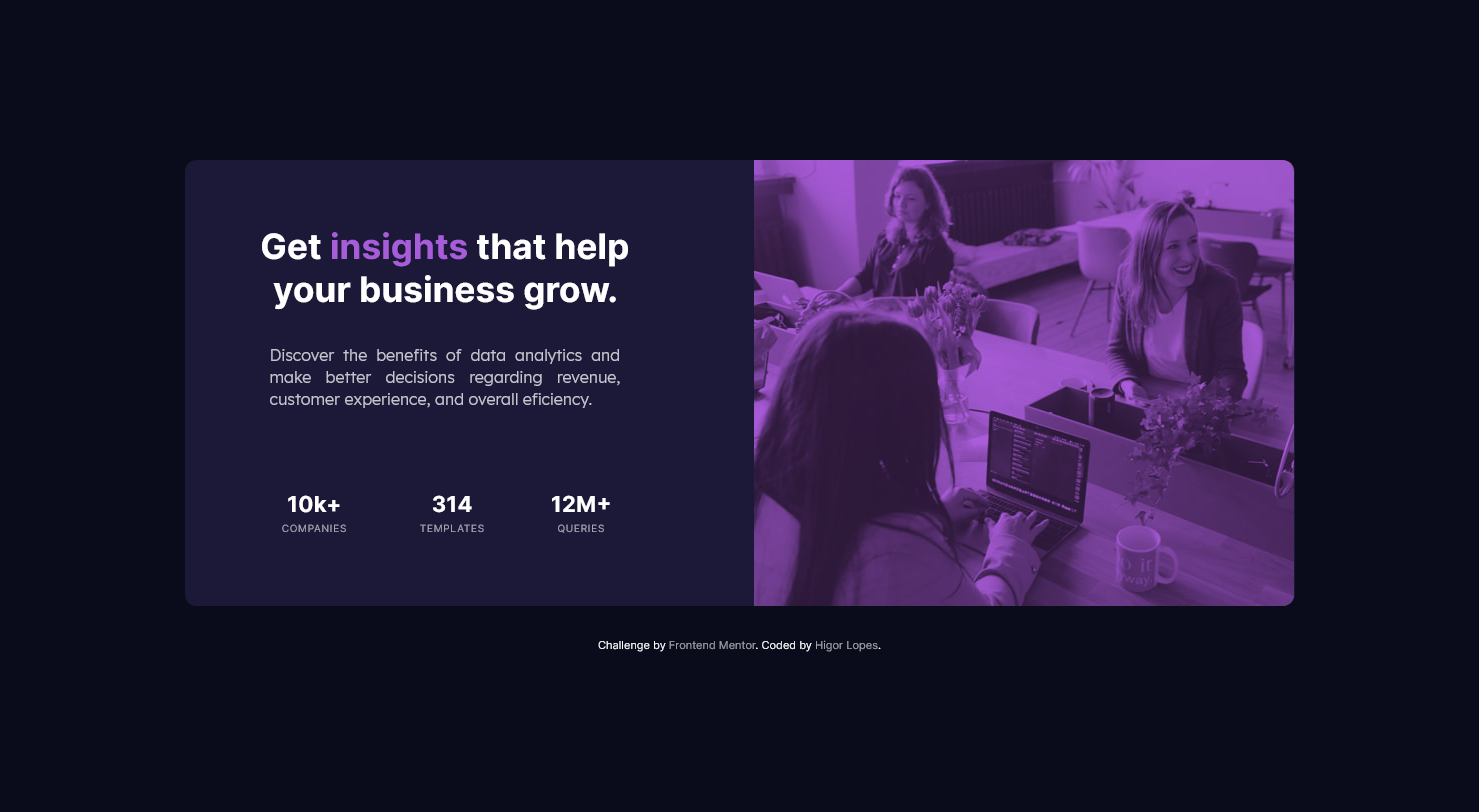 Get insights that help
your business grow.
Discover the benefits of data analytics and
make better decisions regarding revenue,
customer experience, and overall eficiency.
10k+ 314 12M+
COMPANIES TEMPLATES QUERIES
Challenge by Frontend Mentor. Coded by Higor Lopes.